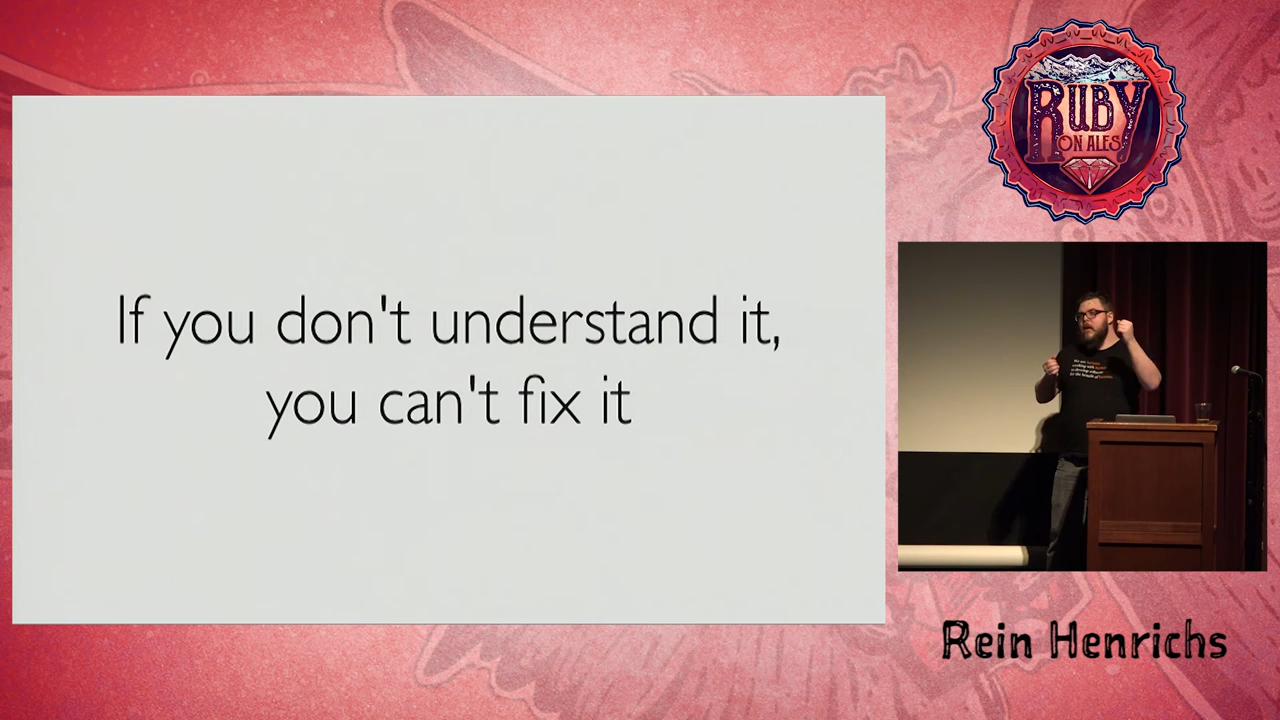 If you don't understand it,
you can't fix it
RUBY
ON ALES
Rein Henrichs